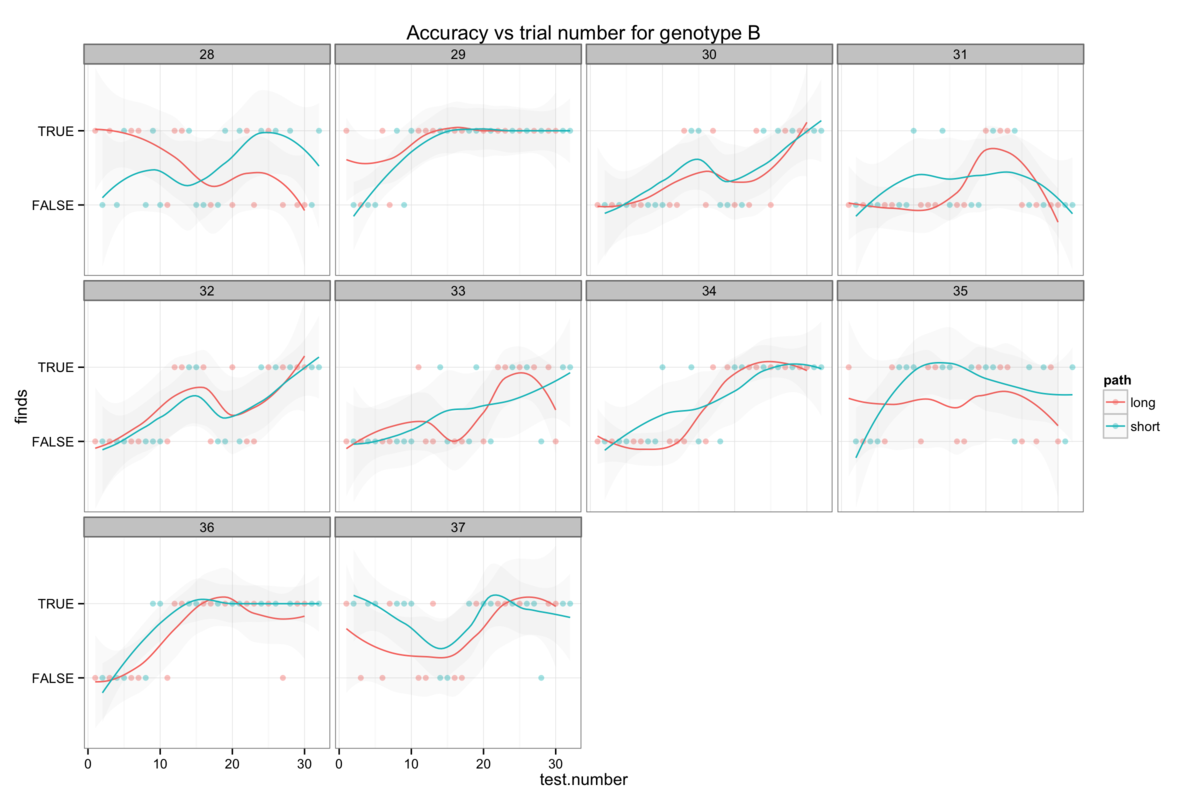 Accuracy vs trial number for genotype B
28 29 30 31
TRUE
FALSE
32 33 34 35
TRUE
FALSE
finds
path
long
short
36 37
TRUE
FALSE
0 10 20 30 0 10 20 30
test.number